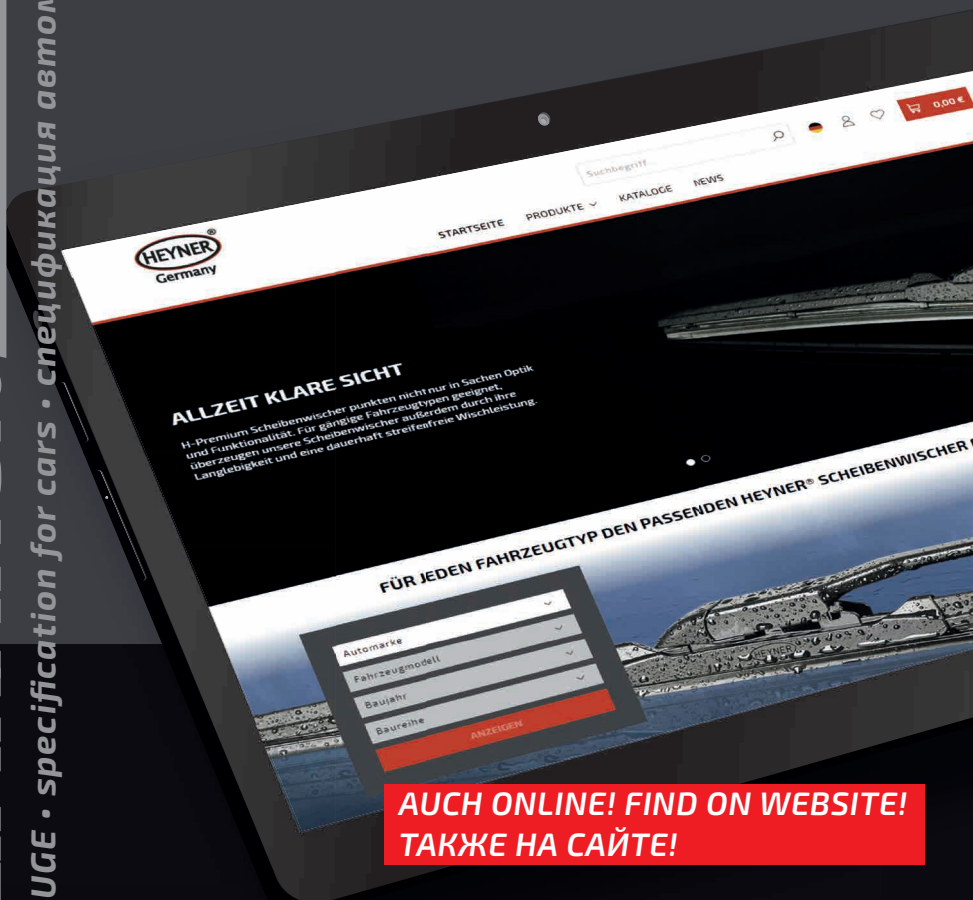 UGE • specification for cars • спецификация автом
Suchbegriff...
0,00 €
HEYNER®
Germany
STARTSEITE PRODUKTE KATALOGE NEWS
ALLZEIT KLARE SICHT
H-Premium Scheibenwischer punkten nicht nur in Sachen Optik
und Funktionalität. Für gängige Fahrzeugtypen geeignet,
überzeugen unsere Scheibenwischer außerdem durch ihre
Langlebigkeit und eine dauerhaft streifenfreie Wischleistung.
FÜR JEDEN FAHRZEUGTYP DEN PASSENDEN HEYNER® SCHEIBENWISCHER
Automarke
Fahrzeugmodell
Baujahr
Baureihe
ANZEIGEN
HEYNER
AUCH ONLINE! FIND ON WEBSITE!
ТАКЖЕ НА САЙТЕ!